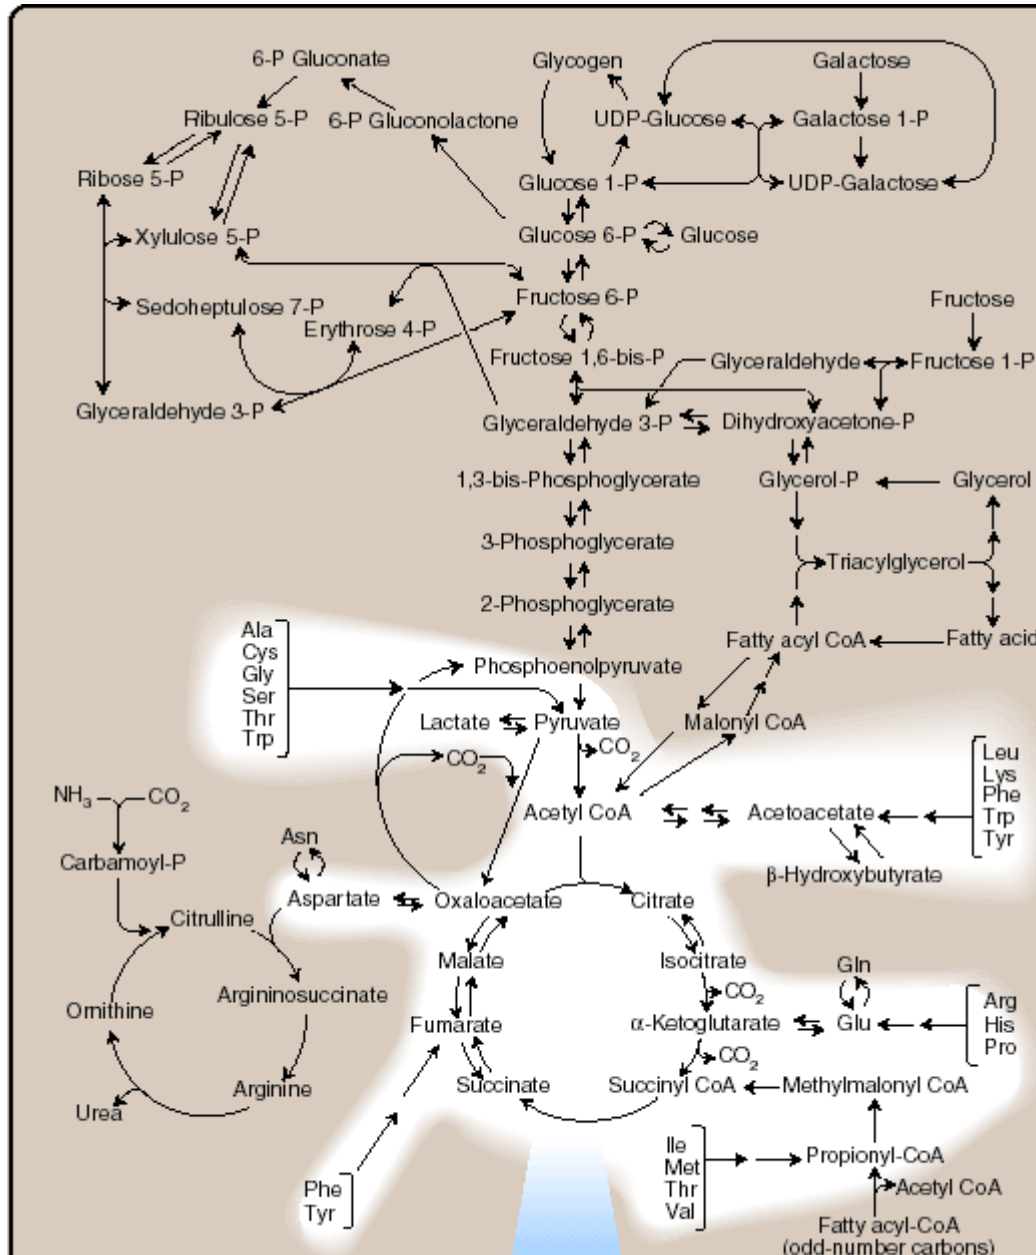 6-P Gluconate
Glycogen
Galactose
Ribulose 5-P
6-P Gluconolactone
UDP-Glucose
Galactose 1-P
Ribose 5-P
Glucose 1-P
UDP-Galactose
Xylulose 5-P
Glucose 6-P
Glucose
Sedoheptulose 7-P
Fructose 6-P
Fructose
Erythrose 4-P
Fructose 1,6-bis-P
Glyceraldehyde
Fructose 1-P
Glyceraldehyde 3-P
Glyceraldehyde 3-P
Dihydroxyacetone-P
1,3-bis-Phosphoglycerate
Glycerol-P
Glycerol
3-Phosphoglycerate
Triacylglycerol
2-Phosphoglycerate
Ala
Cys
Gly
Ser
Thr
Trp
Fatty acyl CoA
Fatty acid
Phosphoenolpyruvate
Lactate
Pyruvate
Malonyl CoA
CO2
CO2
Leu
Lys
Phe
Trp
Tyr
NH3
CO2
Acetyl CoA
Acetoacetate
Asn
Carbamoyl-P
β-Hydroxybutyrate
Aspartate
Oxaloacetate
Citrate
Citrulline
Malate
Isocitrate
Gln
Argininosuccinate
CO2
Ornithine
Fumarate
α-Ketoglutarate
Glu
Arg
His
Pro
CO2
Arginine
Succinate
Succinyl CoA
Methylmalonyl CoA
Urea
Ile
Met
Thr
Val
Propionyl-CoA
Phe
Tyr
Acetyl CoA
Fatty acyl-CoA
(odd-number carbons)